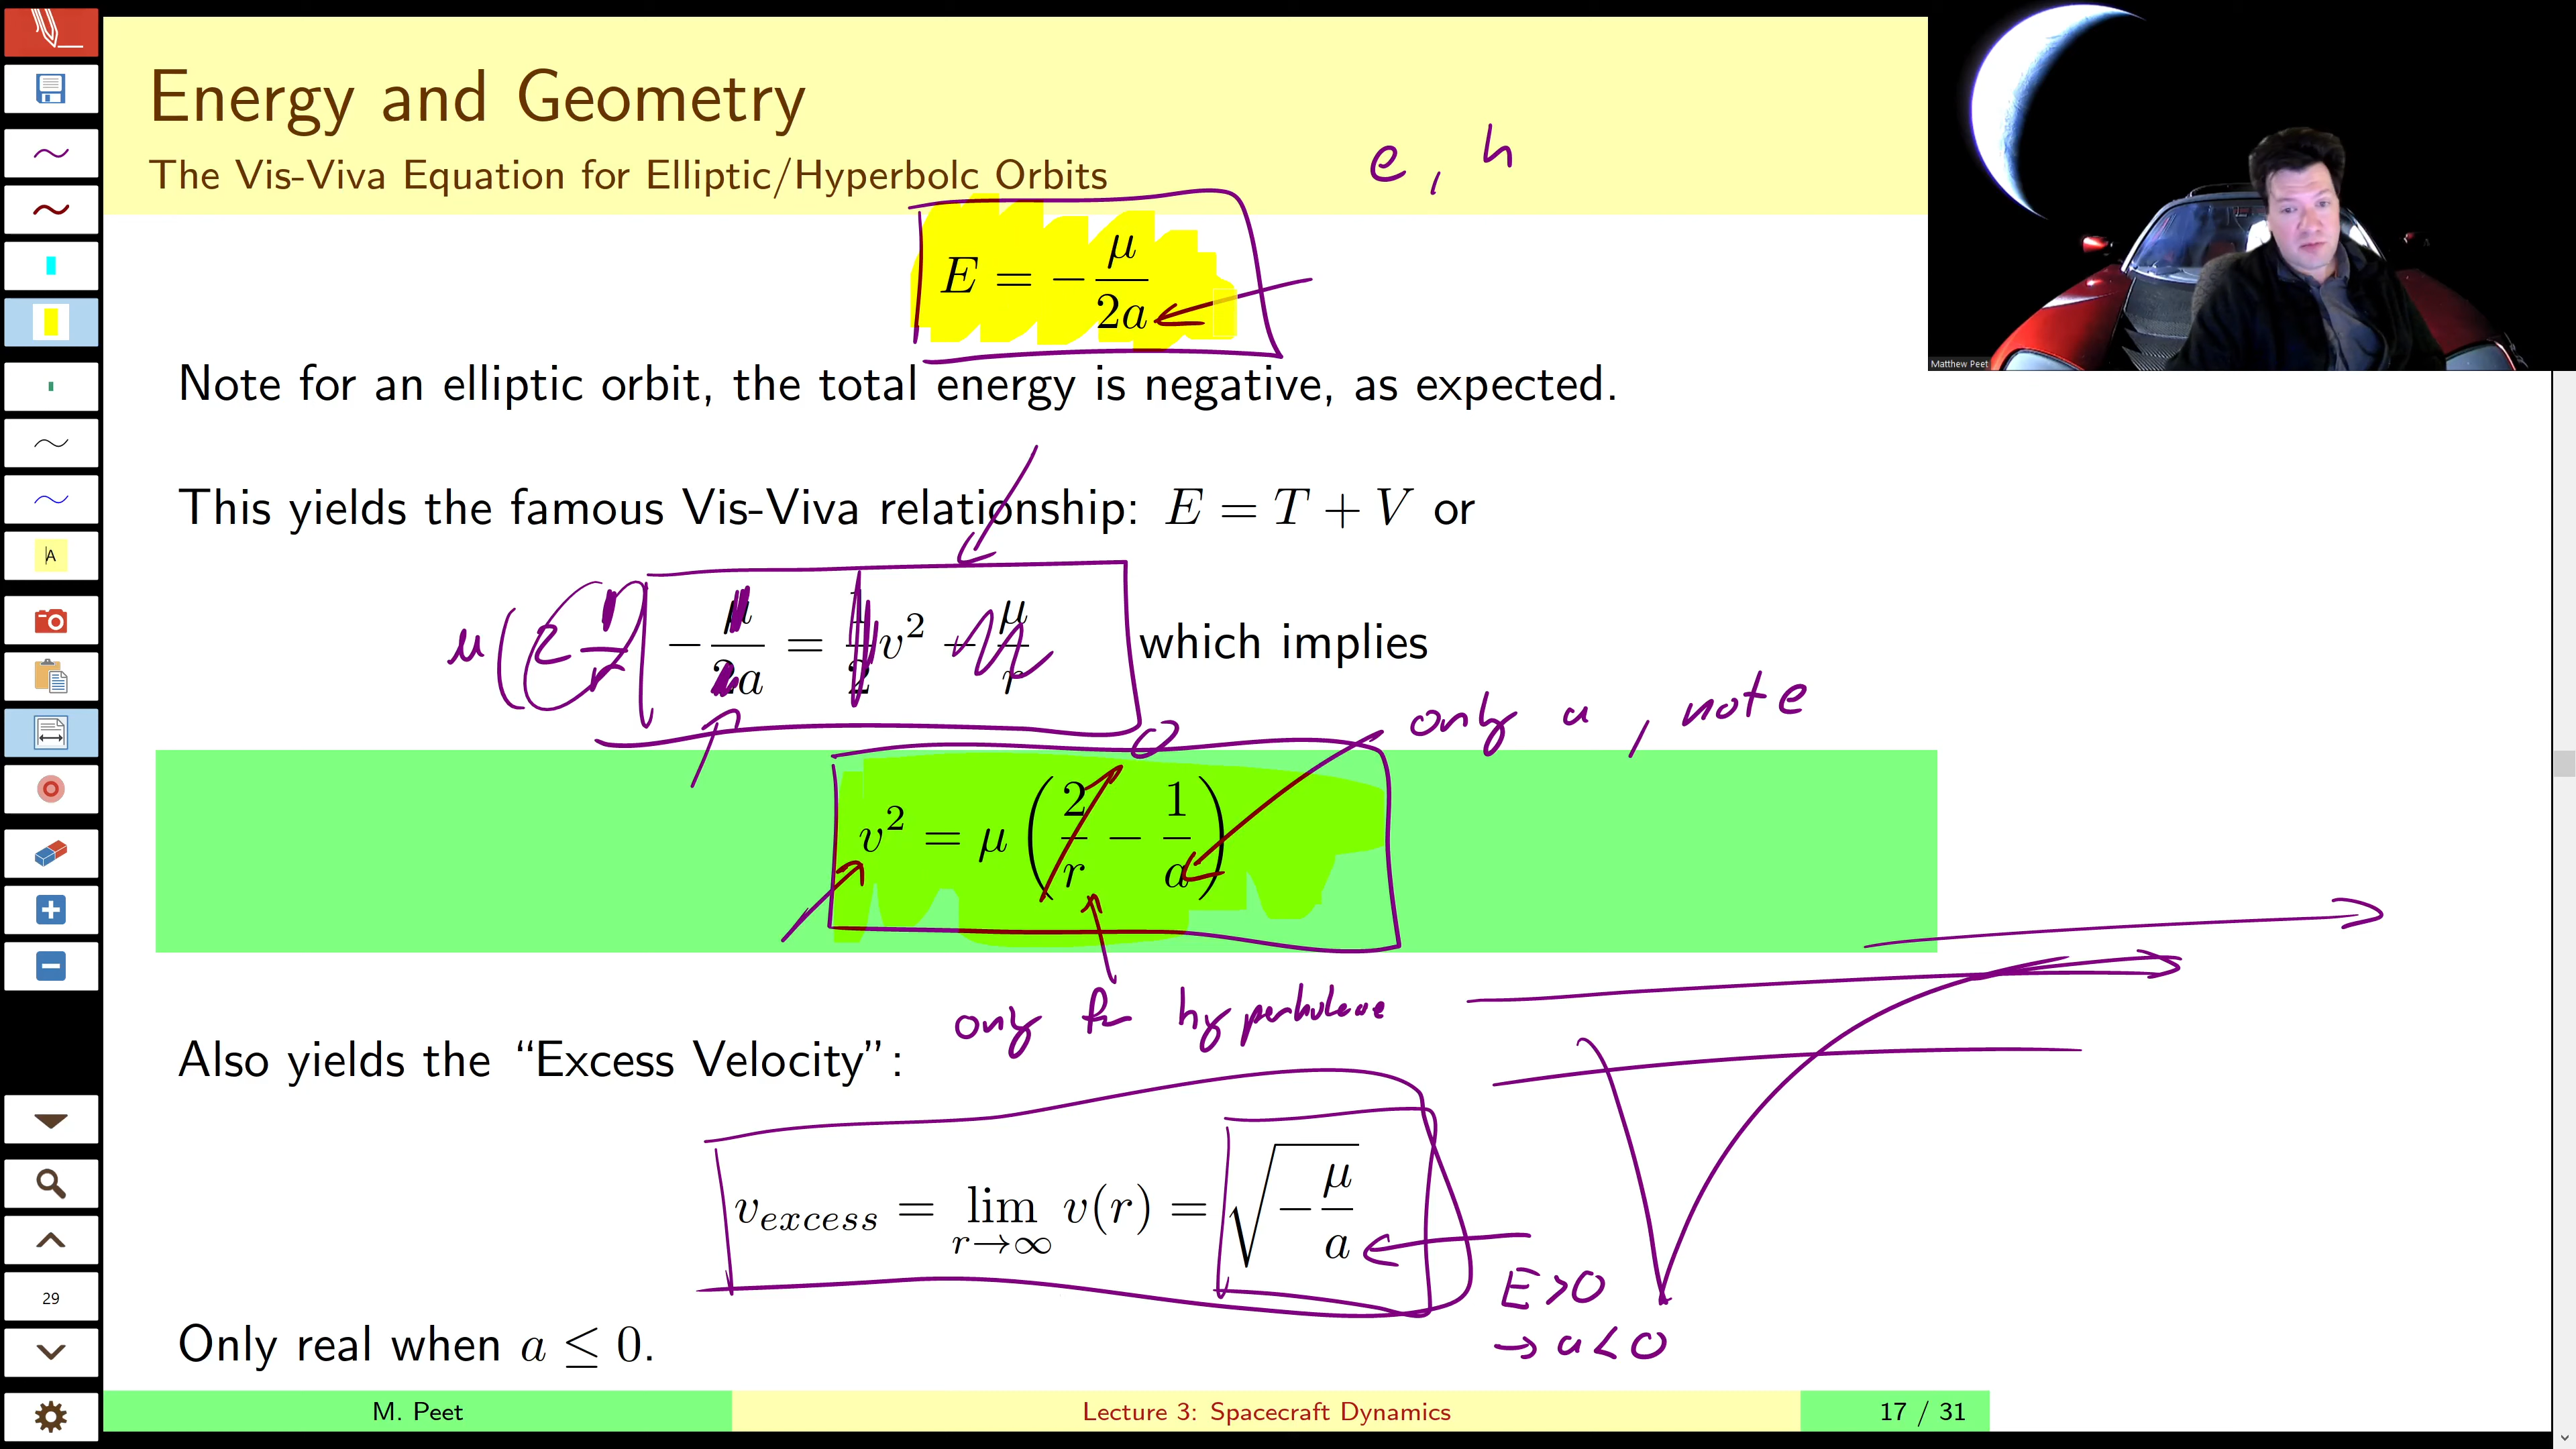 Energy and Geometry
The Vis-Viva Equation for Elliptic/Hyperbolc Orbits
e, h
E = − μ/2a
Matthew Peet
Note for an elliptic orbit, the total energy is negative, as expected.
This yields the famous Vis-Viva relationship: E = T + V or
μ ( 2
− μ/2a = 1/2 v² − μ/r which implies
only a, not e
0
v² = μ ( 2/r − 1/a )
only for
Also yields the “Excess Velocity”:
v_excess = lim_{r→∞} v(r) = √(− μ/a)
E > 0
→ a < 0
Only real when a ≤ 0.
A
29
M. Peet
Lecture 3: Spacecraft Dynamics
17 / 31